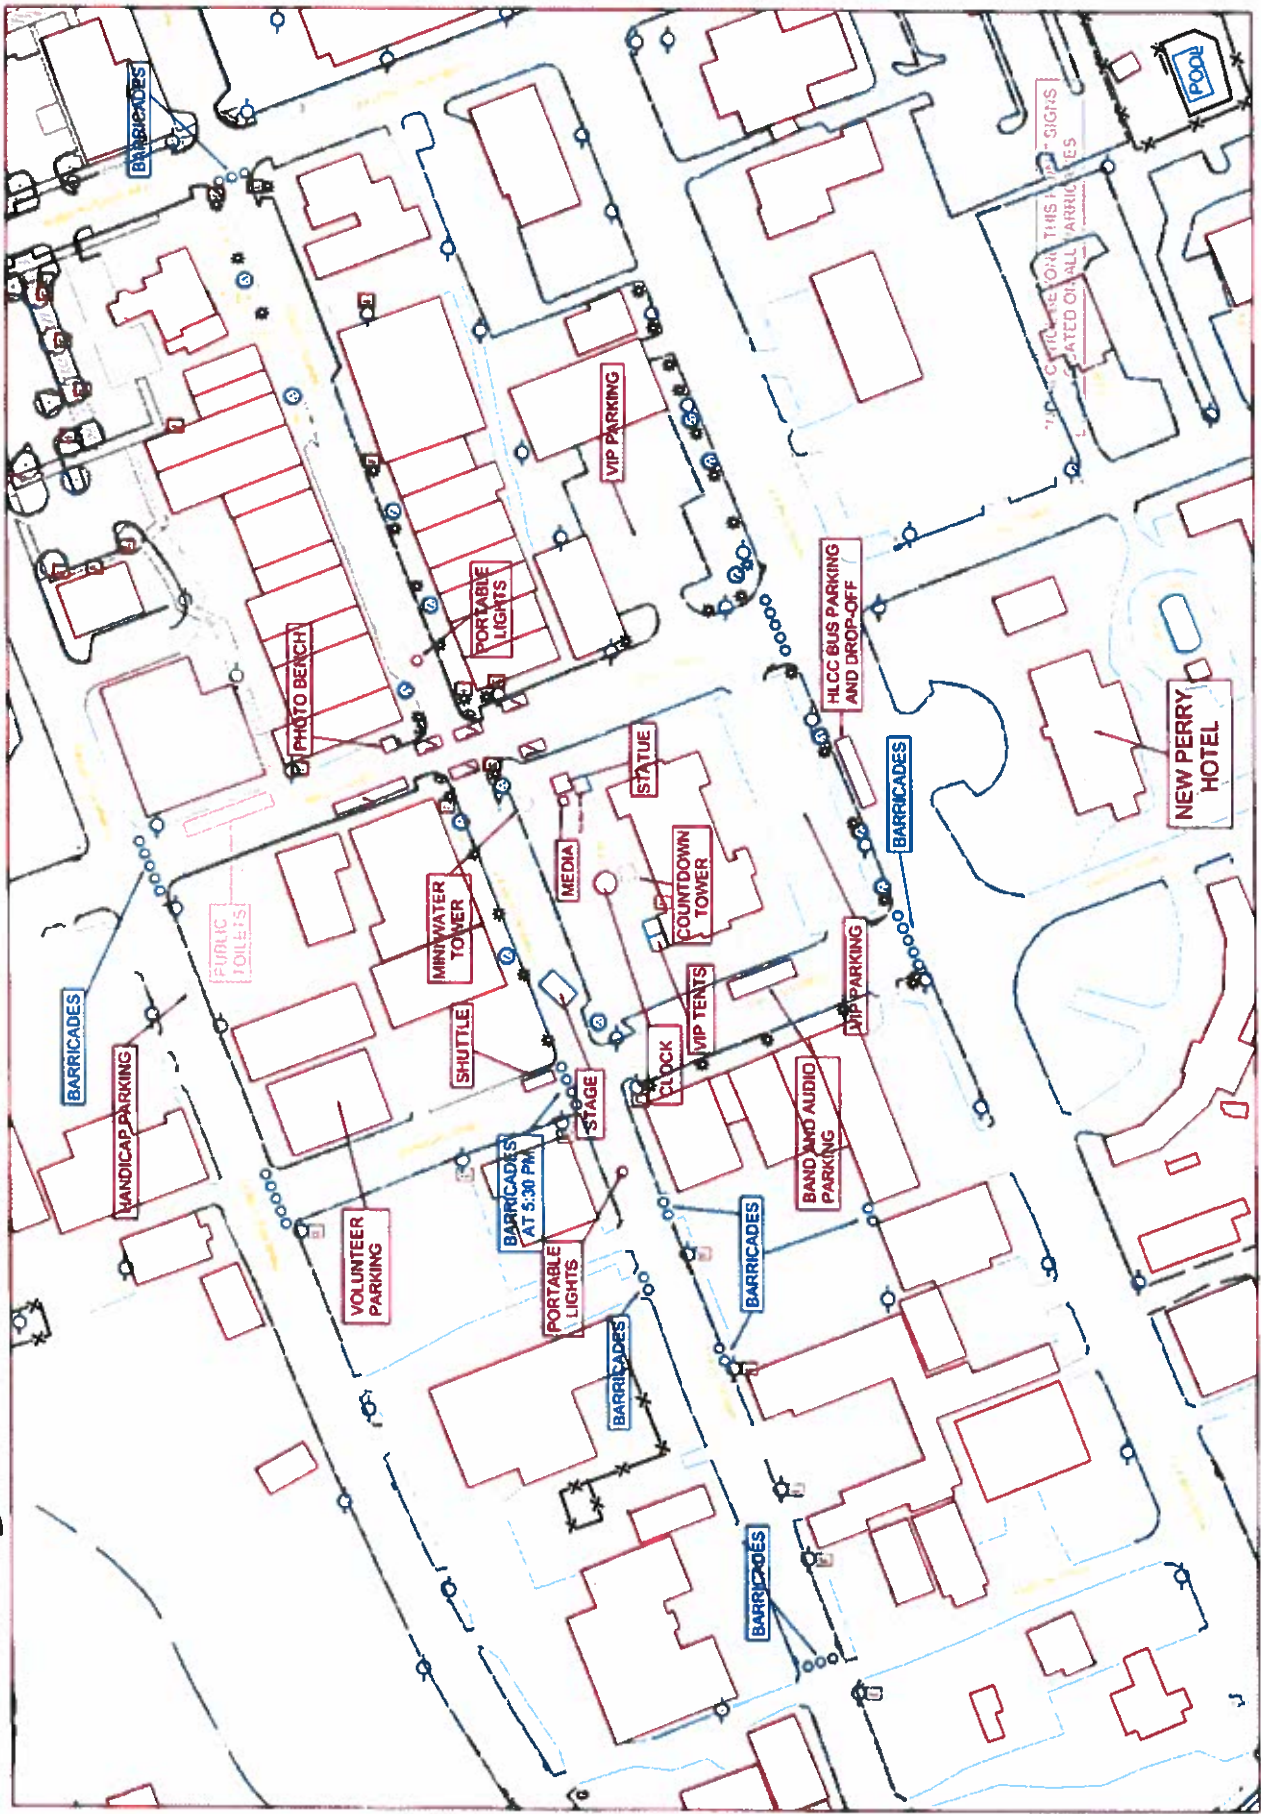 BARRICADES
POOL
"NO
SIGNS
VIP PARKING
PORTABLE
LIGHTS
PHOTO BENCH
HLCC BUS PARKING
AND DROP-OFF
STATUE
NEW PERRY
HOTEL
BARRICADES
MEDIA
COUNTDOWN
TOWER
MINI WATER
TOWER
PUBLIC
TOILETS
VIP PARKING
VIP TENTS
BARRICADES
SHUTTLE
CLOCK
HANDICAP PARKING
STAGE
BAND AND AUDIO
PARKING
BARRICADES
AT 5:30 PM
VOLUNTEER
PARKING
BARRICADES
PORTABLE
LIGHTS
BARRICADES
BARRICADES